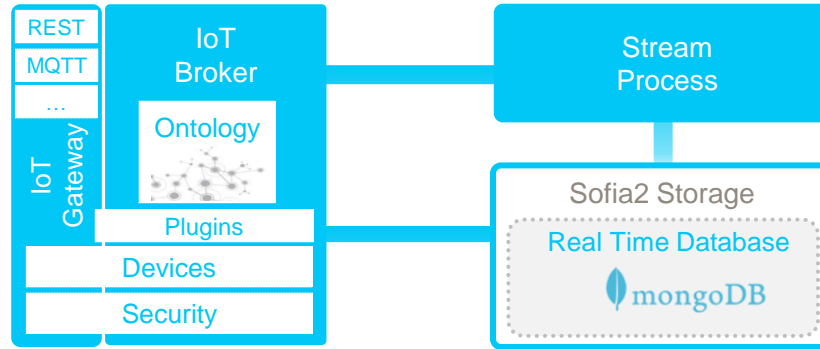 REST
MQTT
...
IoT
Gateway
IoT
Broker
Ontology
Plugins
Devices
Security
Stream
Process
Sofia2 Storage
Real Time Database
mongoDB